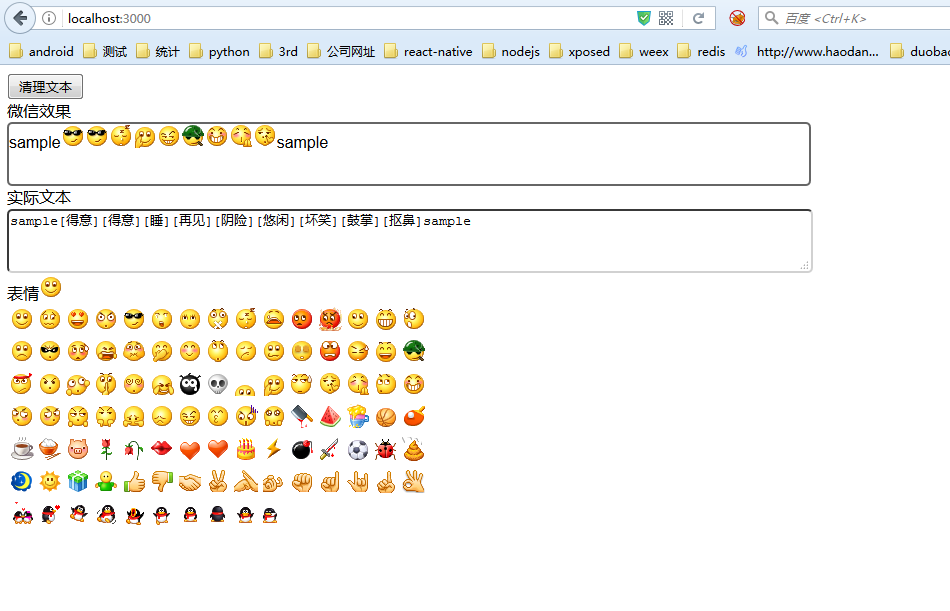 localhost:3000
百度 <Ctrl+K>
android 测试 统计 python 3rd 公司网址 react-native nodejs xposed weex redis http://www.haodan... duobao
清理文本
微信效果
sample sample
实际文本
sample[得意][得意][睡][再见][阴险][悠闲][坏笑][鼓掌][抠鼻]sample
表情